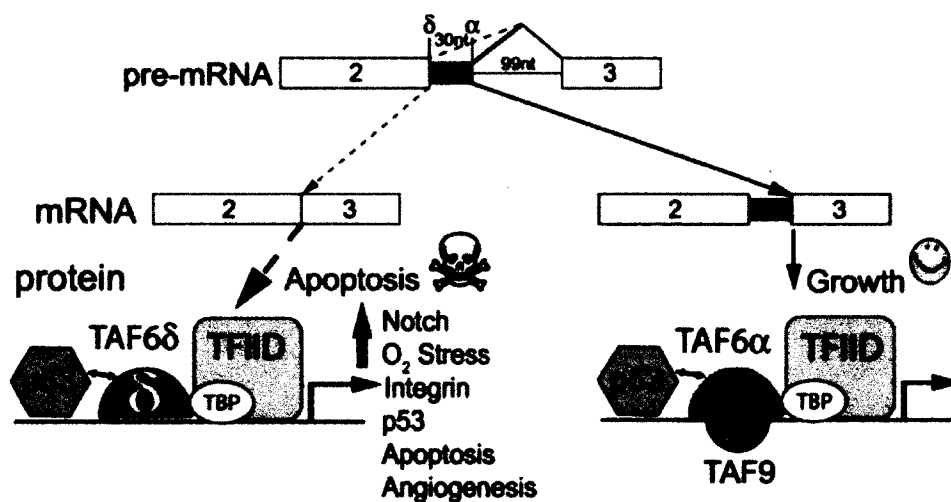 δ α
30nt
pre-mRNA 2 99nt 3
mRNA 2 3 2 3
protein Apoptosis Growth
TAF6δ TFIID Notch TAF6α TFIID
O2 Stress
TBP Integrin TBP
p53
Apoptosis TAF9
Angiogenesis